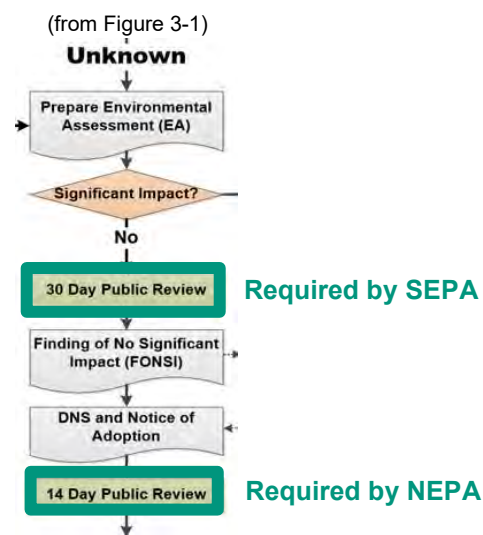 (from Figure 3-1)
Unknown
Prepare Environmental
Assessment (EA)
Significant Impact?
No
30 Day Public Review
Required by SEPA
Finding of No Significant
Impact (FONSI)
DNS and Notice of
Adoption
14 Day Public Review
Required by NEPA